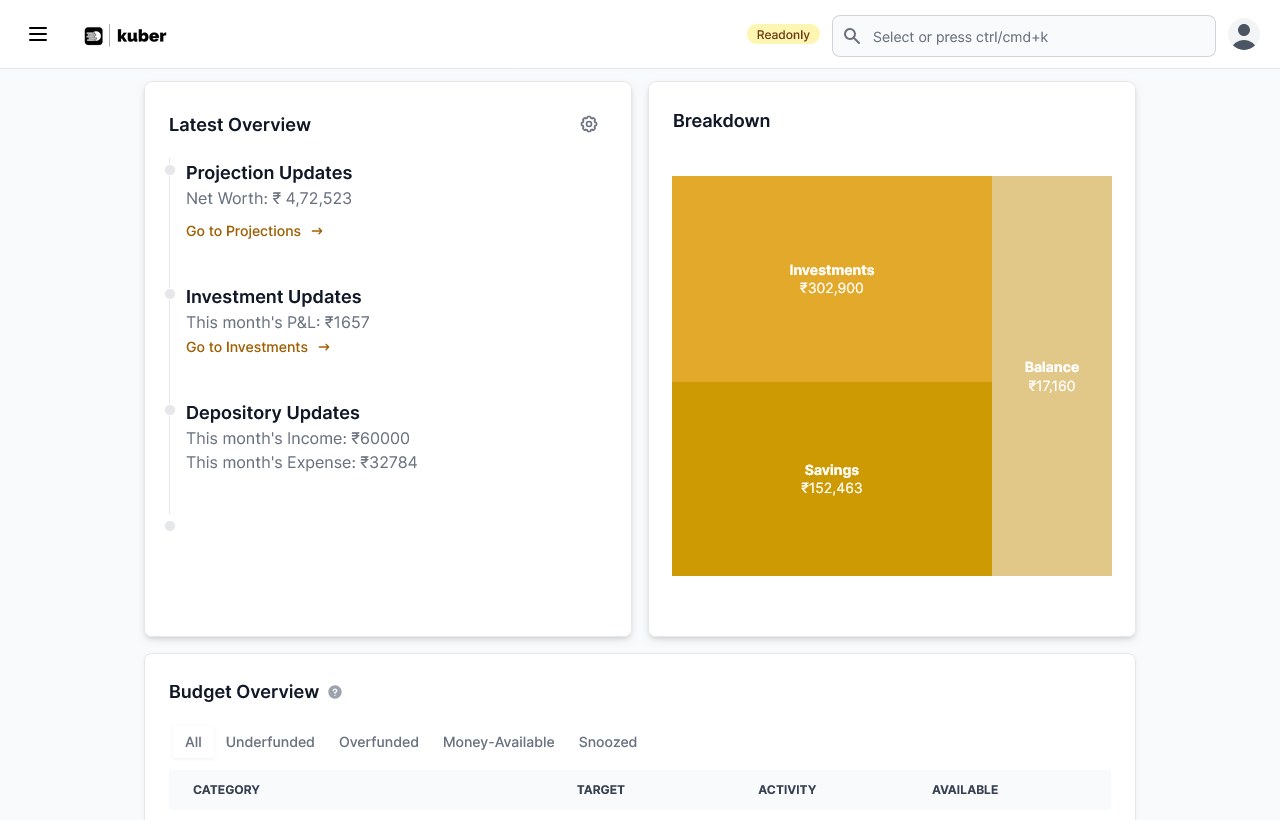 kuber
Readonly
Select or press ctrl/cmd+k
Latest Overview
Projection Updates
Net Worth: ₹ 4,72,523
Go to Projections →
Investment Updates
This month's P&L: ₹1657
Go to Investments →
Depository Updates
This month's Income: ₹60000
This month's Expense: ₹32784
Breakdown
Investments
₹302,900
Balance
₹17,160
Savings
₹152,463
Budget Overview ?
All Underfunded Overfunded Money-Available Snoozed
CATEGORY TARGET ACTIVITY AVAILABLE